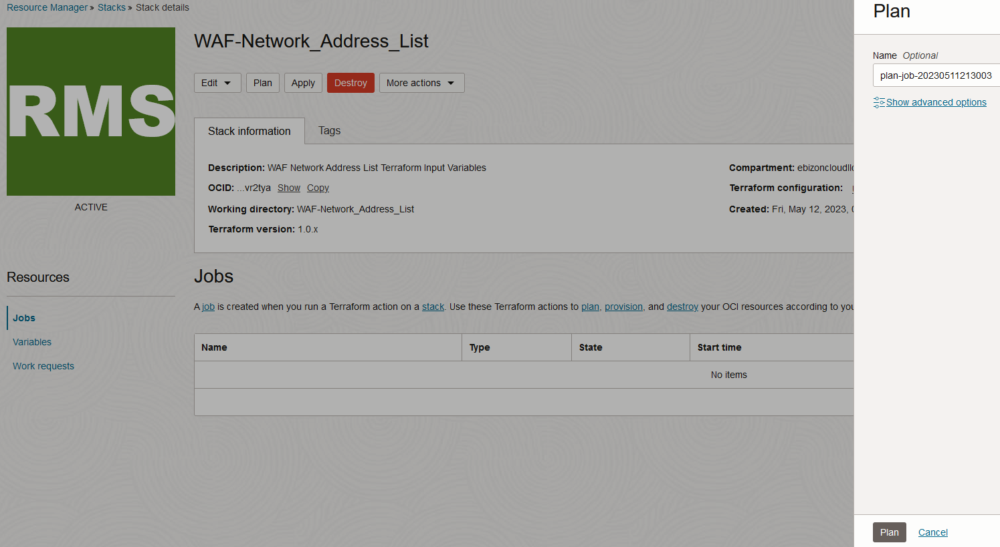 Resource Manager » Stacks » Stack details
RMS
ACTIVE
WAF-Network_Address_List
Edit Plan Apply Destroy More actions
Stack information Tags
Description: WAF Network Address List Terraform Input Variables
OCID: ...vr2tya Show Copy
Working directory: WAF-Network_Address_List
Terraform version: 1.0.x
Compartment: ebizoncloudll
Terraform configuration:
Created: Fri, May 12, 2023,
Resources
Jobs
Variables
Work requests
Jobs
A job is created when you run a Terraform action on a stack. Use these Terraform actions to plan, provision, and destroy your OCI resources according to you
Name Type State Start time
No items
Plan
Name Optional
plan-job-20230511213003
Show advanced options
Plan Cancel